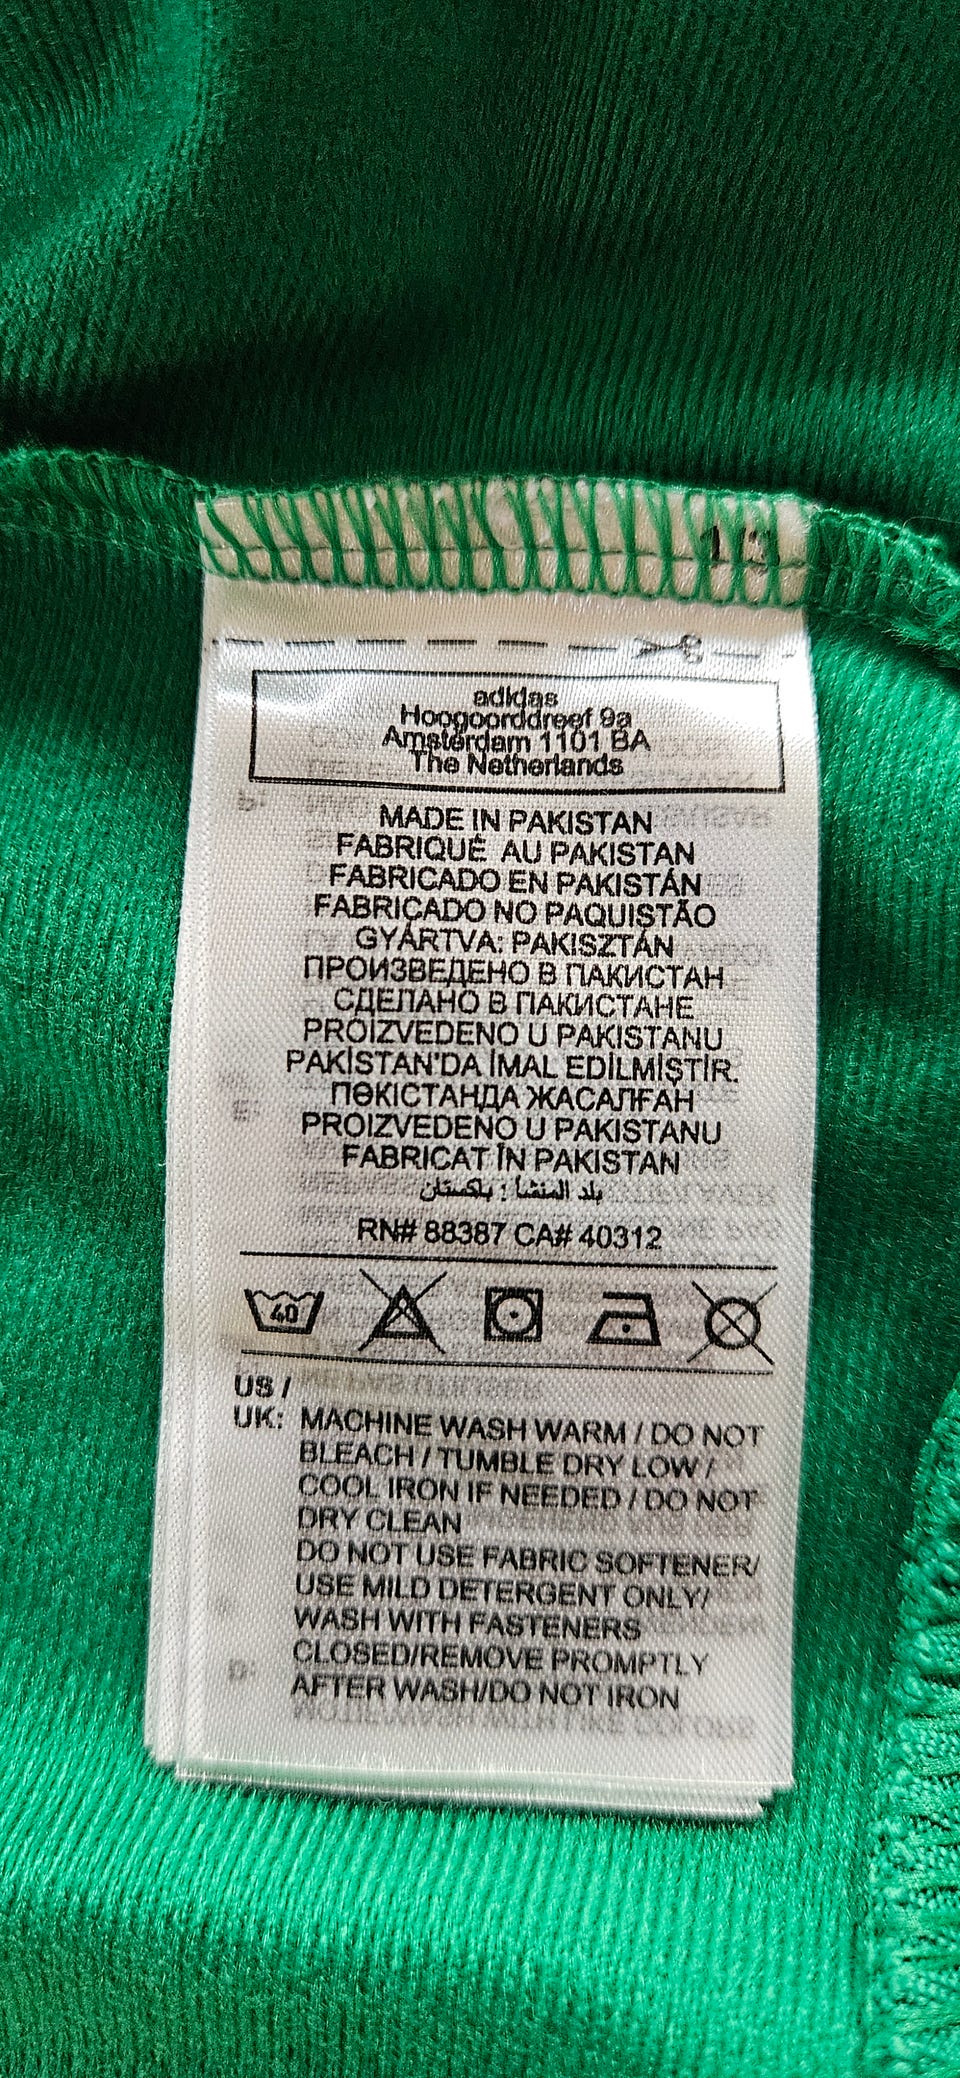 adidas
Hoogoorddreef 9a
Amsterdam 1101 BA
The Netherlands
MADE IN PAKISTAN
FABRIQUÉ AU PAKISTAN
FABRICADO EN PAKISTÁN
FABRICADO NO PAQUISTÃO
GYÁRTVA: PAKISZTÁN
ПРОИЗВЕДЕНО В ПАКИСТАН
СДЕЛАНО В ПАКИСТАНЕ
PROIZVEDENO U PAKISTANU
PAKİSTAN'DA İMAL EDİLMİŞTİR.
ПӘКІСТАНДА ЖАСАЛҒАН
PROIZVEDENO U PAKISTANU
FABRICAT ÎN PAKISTAN
بلد المنشأ : باكستان
RN# 88387 CA# 40312
40
US /
UK: MACHINE WASH WARM / DO NOT
BLEACH / TUMBLE DRY LOW /
COOL IRON IF NEEDED / DO NOT
DRY CLEAN
DO NOT USE FABRIC SOFTENER/
USE MILD DETERGENT ONLY/
WASH WITH FASTENERS
CLOSED/REMOVE PROMPTLY
AFTER WASH/DO NOT IRON